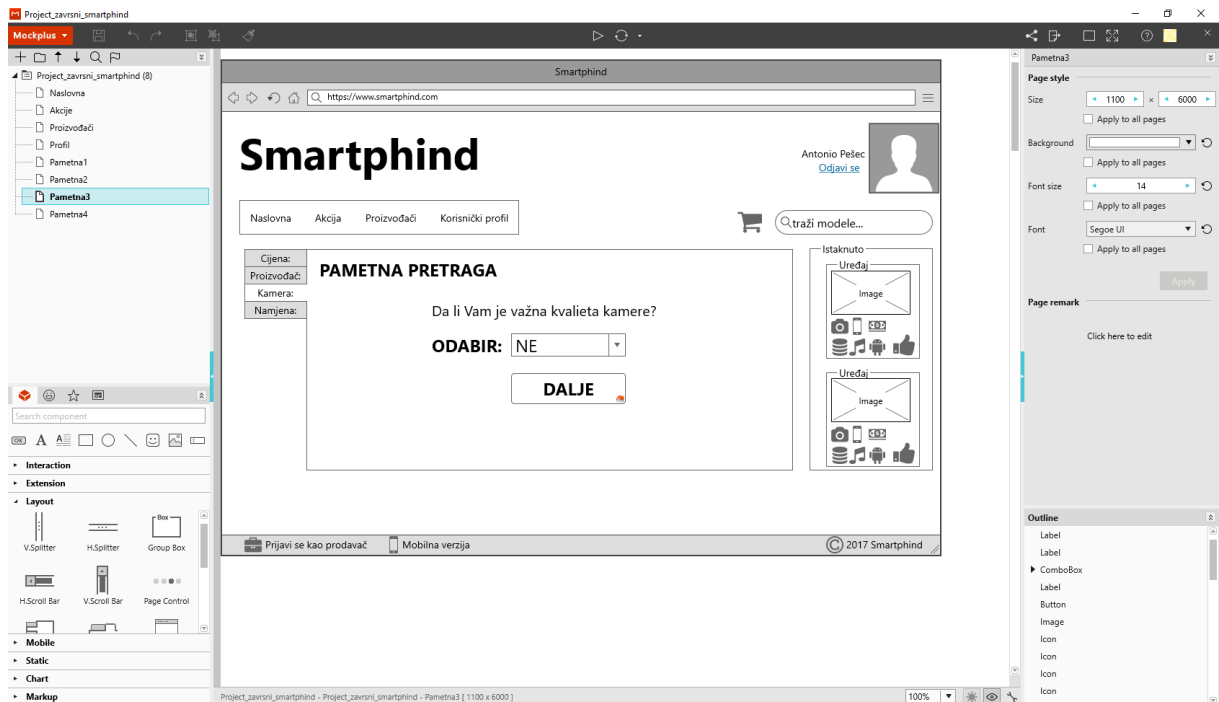 Project_zavrsni_smartphind
Mockplus
Project_zavrsni_smartphind (8)
Naslovna
Akcije
Proizvođači
Profil
Pametna1
Pametna2
Pametna3
Pametna4
Search component
OK A A
Interaction
Extension
Layout
Box
V.Splitter H.Splitter Group Box
H.Scroll Bar V.Scroll Bar Page Control
Mobile
Static
Chart
Markup
Smartphind
https://www.smartphind.com
Smartphind
Antonio Pešec
Odjavi se
Naslovna Akcija Proizvođači Korisnički profil
traži modele...
Cijena:
Proizvođač:
Kamera:
Namjena:
PAMETNA PRETRAGA
Da li Vam je važna kvalieta kamere?
ODABIR: NE
DALJE
Istaknuto
Uređaj
Image
Uređaj
Image
Prijavi se kao prodavač Mobilna verzija © 2017 Smartphind
Project_zavrsni_smartphind - Project_zavrsni_smartphind - Pametna3 [ 1100 x 6000 ]
100%
Pametna3
Page style
Size 1100 × 6000
Apply to all pages
Background
Apply to all pages
Font size 14
Apply to all pages
Font Segoe UI
Apply to all pages
Apply
Page remark
Click here to edit
Outline
Label
Label
ComboBox
Label
Button
Image
Icon
Icon
Icon
Icon